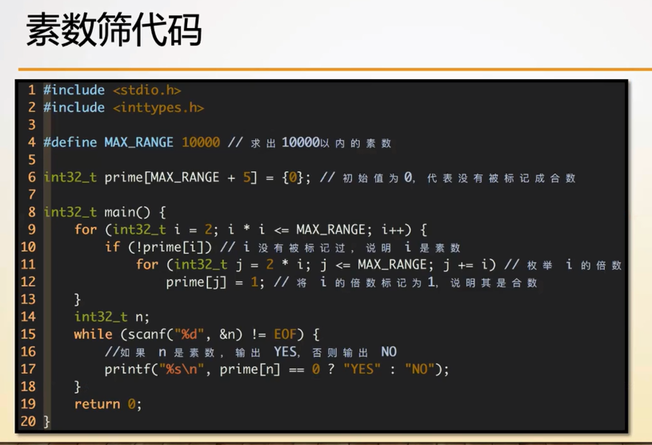 素数筛代码
1 #include <stdio.h>
2 #include <inttypes.h>
3
4 #define MAX_RANGE 10000 // 求出10000以内的素数
5
6 int32_t prime[MAX_RANGE + 5] = {0}; // 初始值为0, 代表没有被标记成合数
7
8 int32_t main() {
9     for (int32_t i = 2; i * i <= MAX_RANGE; i++) {
10         if (!prime[i]) // i 没有被标记过, 说明 i 是素数
11             for (int32_t j = 2 * i; j <= MAX_RANGE; j += i) // 枚举 i 的倍数
12                 prime[j] = 1; // 将 i 的倍数标记为1, 说明其是合数
13     }
14     int32_t n;
15     while (scanf("%d", &n) != EOF) {
16         //如果 n 是素数, 输出 YES, 否则输出 NO
17         printf("%s\n", prime[n] == 0 ? "YES" : "NO");
18     }
19     return 0;
20 }